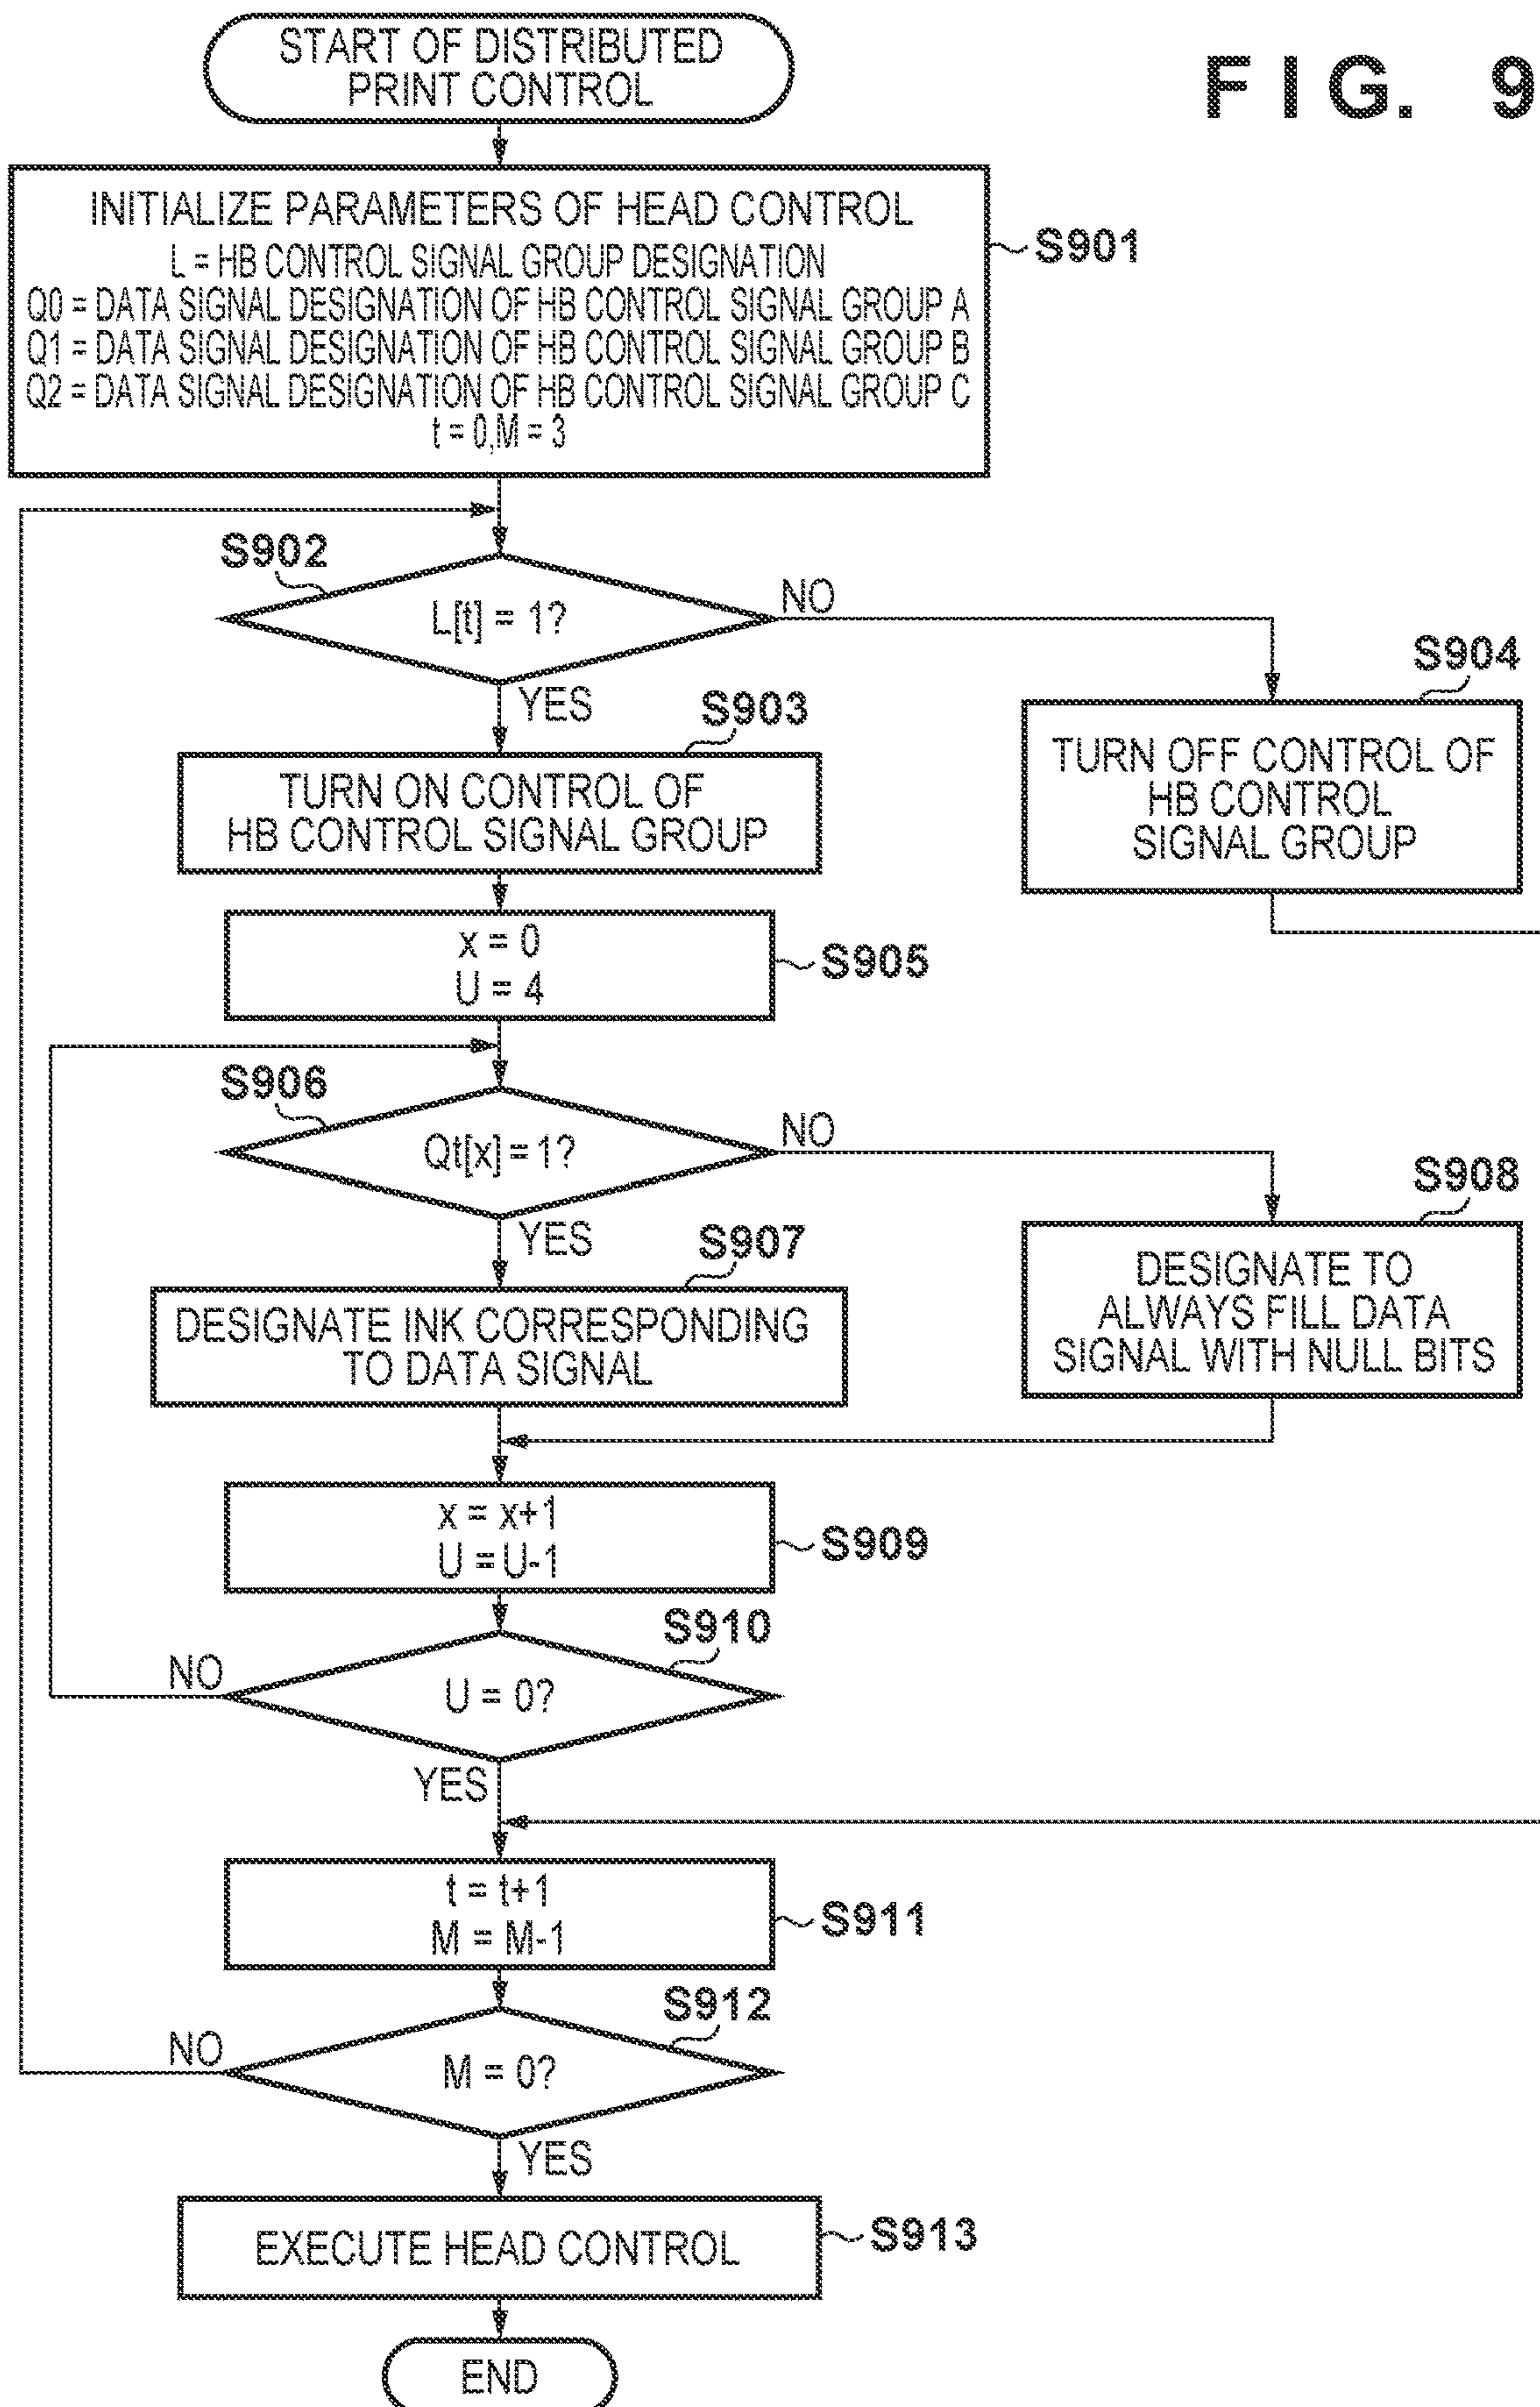 START OF DISTRIBUTED
PRINT CONTROL
FIG. 9
INITIALIZE PARAMETERS OF HEAD CONTROL
L = HB CONTROL SIGNAL GROUP DESIGNATION
Q0 = DATA SIGNAL DESIGNATION OF HB CONTROL SIGNAL GROUP A
Q1 = DATA SIGNAL DESIGNATION OF HB CONTROL SIGNAL GROUP B
Q2 = DATA SIGNAL DESIGNATION OF HB CONTROL SIGNAL GROUP C
t = 0,M = 3
S901
S902
L[t] = 1?
NO
YES
S903
TURN ON CONTROL OF
HB CONTROL SIGNAL GROUP
S904
TURN OFF CONTROL OF
HB CONTROL
SIGNAL GROUP
x = 0
U = 4
S905
S906
Qt[x] = 1?
NO
YES
S907
DESIGNATE INK CORRESPONDING
TO DATA SIGNAL
S908
DESIGNATE TO
ALWAYS FILL DATA
SIGNAL WITH NULL BITS
x = x+1
U = U-1
S909
S910
U = 0?
NO
YES
t = t+1
M = M-1
S911
S912
M = 0?
NO
YES
EXECUTE HEAD CONTROL
S913
END